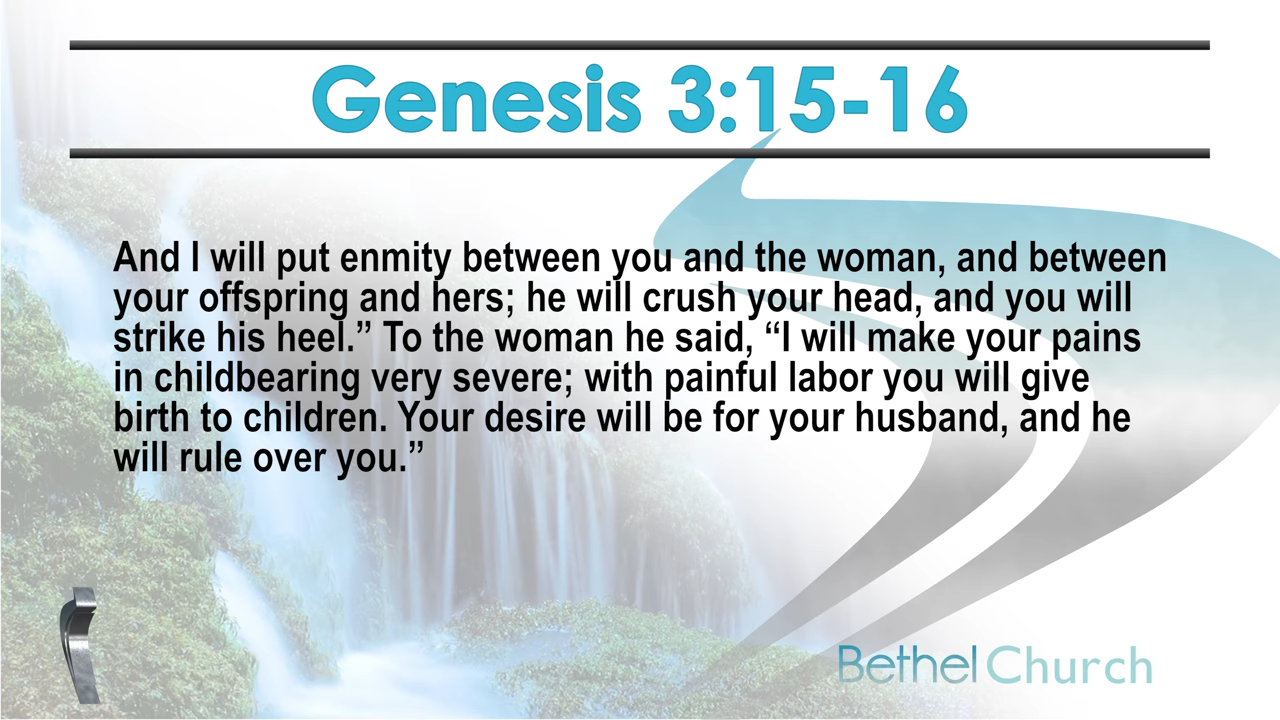 Genesis 3:15-16
And I will put enmity between you and the woman, and between
your offspring and hers; he will crush your head, and you will
strike his heel.” To the woman he said, “I will make your pains
in childbearing very severe; with painful labor you will give
birth to children. Your desire will be for your husband, and he
will rule over you.”
Bethel Church